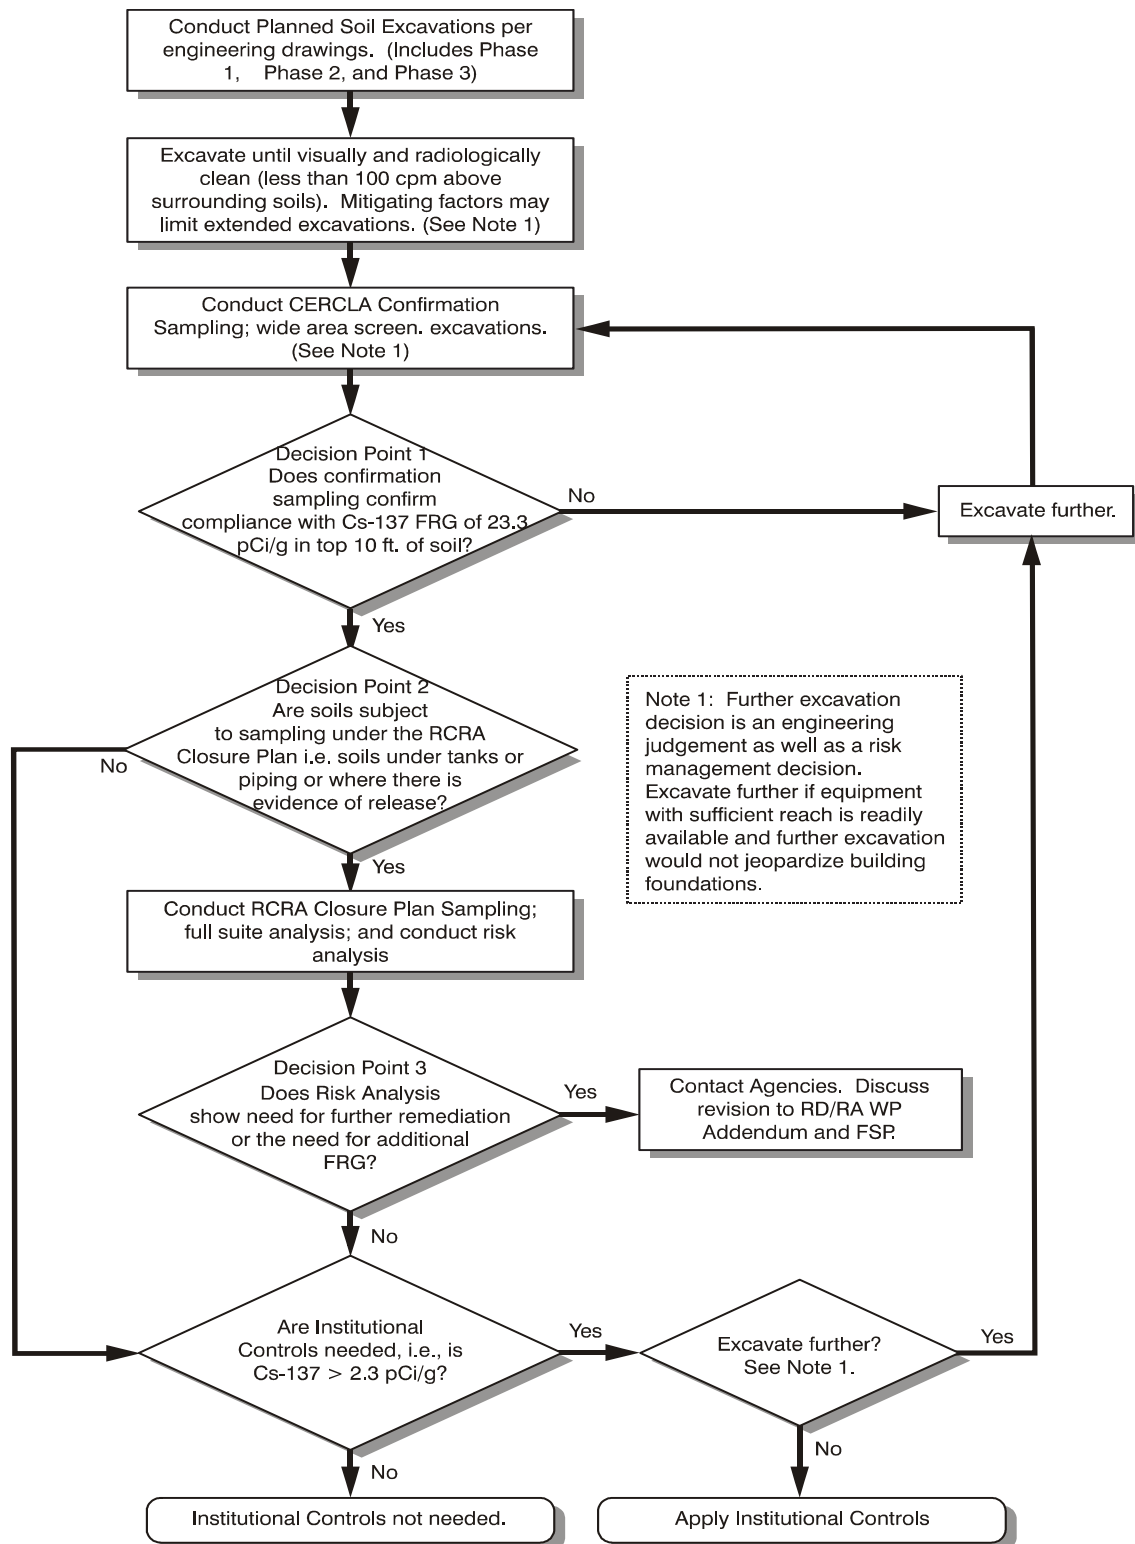 Conduct Planned Soil Excavations per
engineering drawings. (Includes Phase
1, Phase 2, and Phase 3)
Excavate until visually and radiologically
clean (less than 100 cpm above
surrounding soils). Mitigating factors may
limit extended excavations. (See Note 1)
Conduct CERCLA Confirmation
Sampling; wide area screen. excavations.
(See Note 1)
Decision Point 1
Does confirmation
sampling confirm
compliance with Cs-137 FRG of 23.3
pCi/g in top 10 ft. of soil?
No
Excavate further.
Yes
Decision Point 2
Are soils subject
to sampling under the RCRA
Closure Plan i.e. soils under tanks or
piping or where there is
evidence of release?
No
Yes
Note 1: Further excavation
decision is an engineering
judgement as well as a risk
management decision.
Excavate further if equipment
with sufficient reach is readily
available and further excavation
would not jeopardize building
foundations.
Conduct RCRA Closure Plan Sampling;
full suite analysis; and conduct risk
analysis
Decision Point 3
Does Risk Analysis
show need for further remediation
or the need for additional
FRG?
Yes
Contact Agencies. Discuss
revision to RD/RA WP
Addendum and FSP.
No
Are Institutional
Controls needed, i.e., is
Cs-137 > 2.3 pCi/g?
Yes
Excavate further?
See Note 1.
Yes
No
No
Institutional Controls not needed.
Apply Institutional Controls